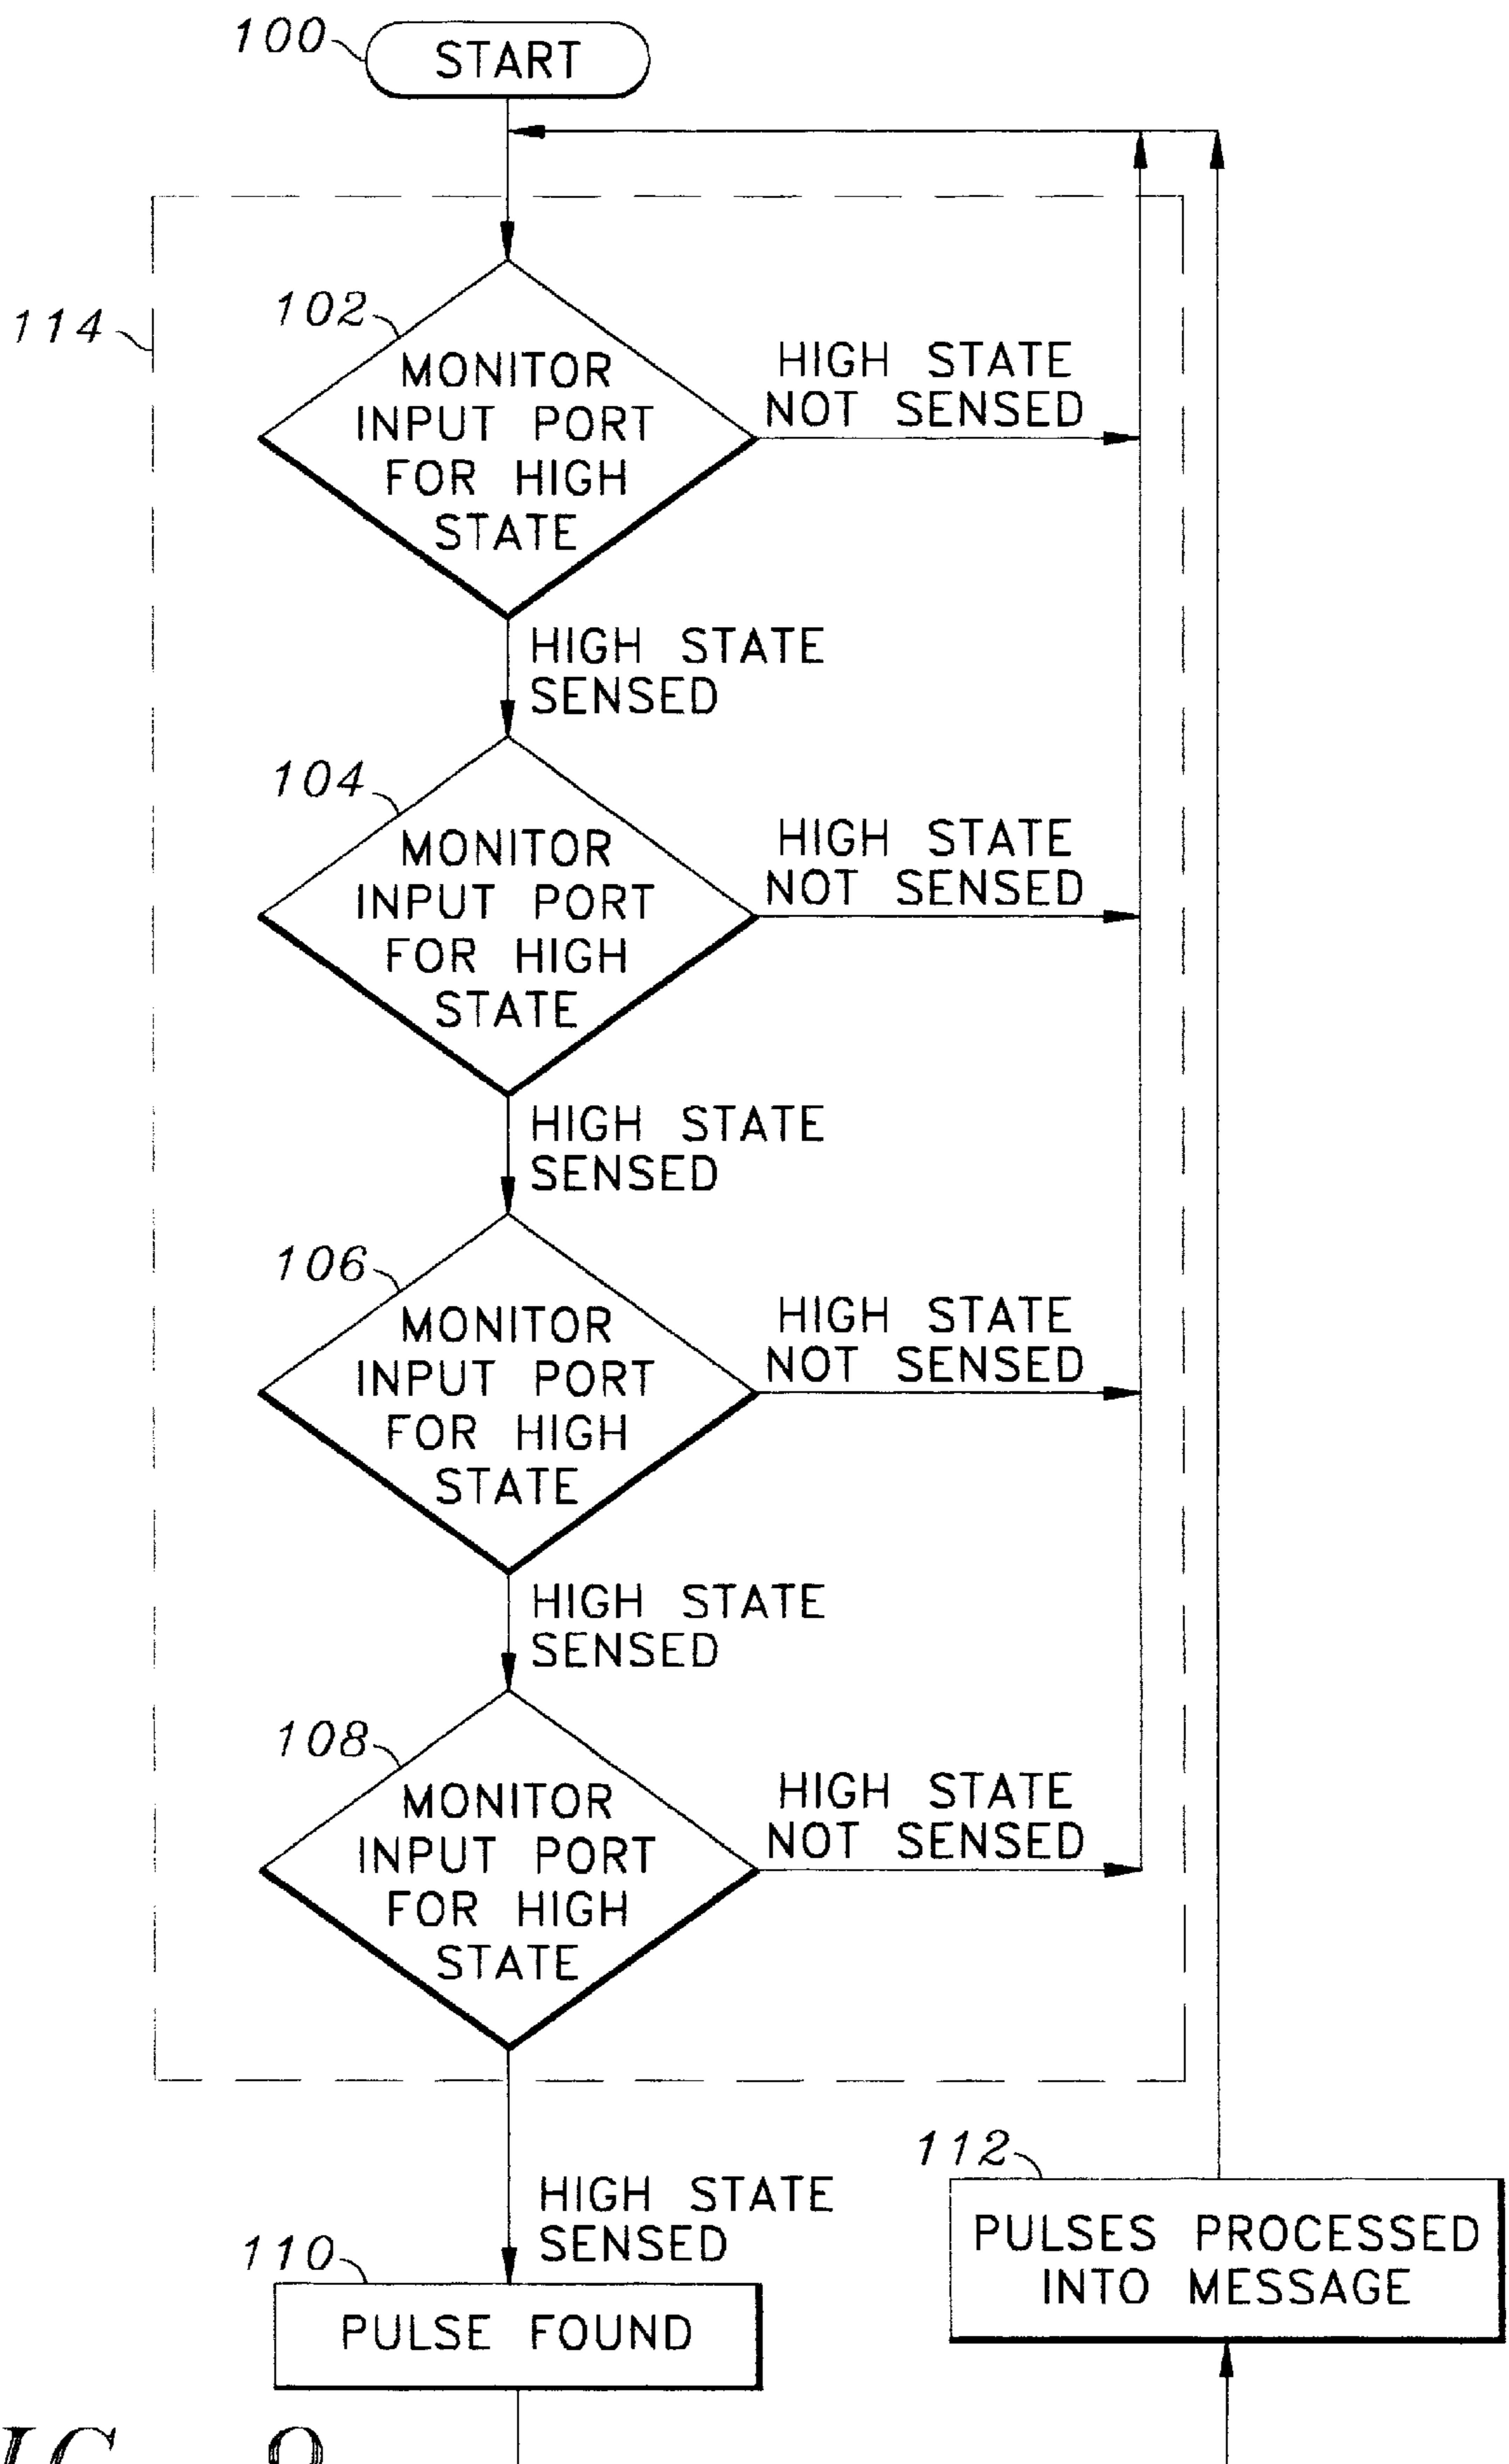 100
START
114
102
MONITOR
INPUT PORT
FOR HIGH
STATE
HIGH STATE
NOT SENSED
HIGH STATE
SENSED
104
MONITOR
INPUT PORT
FOR HIGH
STATE
HIGH STATE
NOT SENSED
HIGH STATE
SENSED
106
MONITOR
INPUT PORT
FOR HIGH
STATE
HIGH STATE
NOT SENSED
HIGH STATE
SENSED
108
MONITOR
INPUT PORT
FOR HIGH
STATE
HIGH STATE
NOT SENSED
HIGH STATE
SENSED
110
PULSE FOUND
112
PULSES PROCESSED
INTO MESSAGE